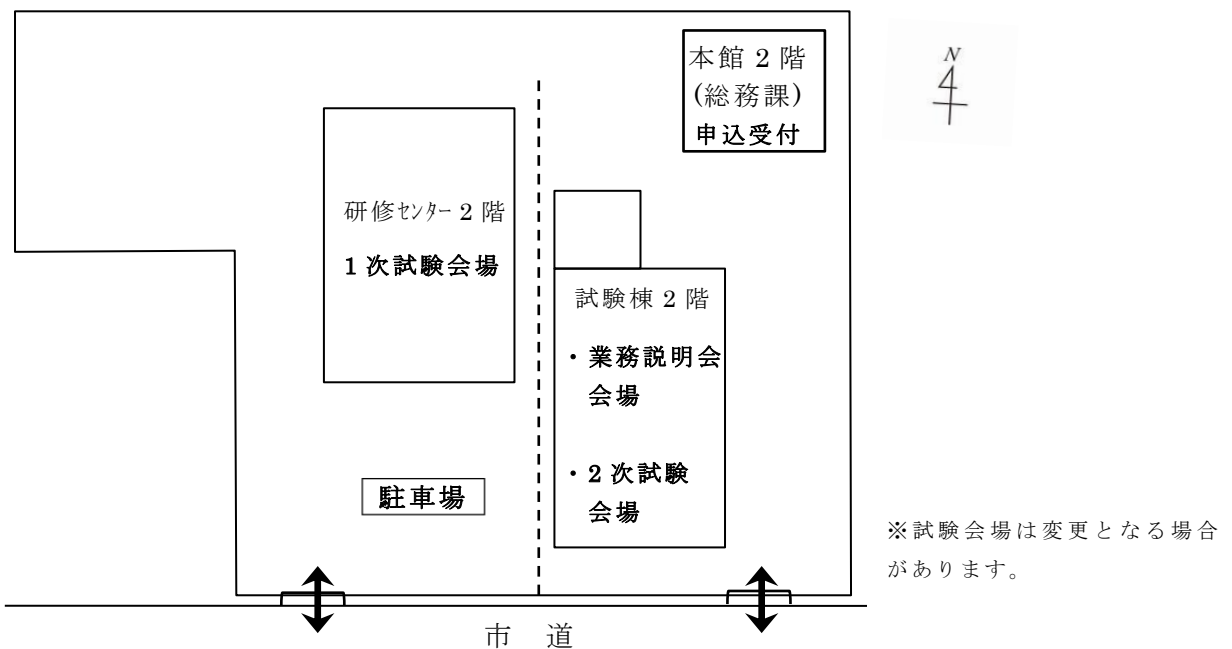 本館 2 階
(総務課)
申込受付
N
研修ｾﾝﾀｰ 2 階
1 次試験会場
試験棟 2 階
・業務説明会
会場
・2 次試験
会場
駐車場
※試験会場は変更となる場合
があります。
市 道